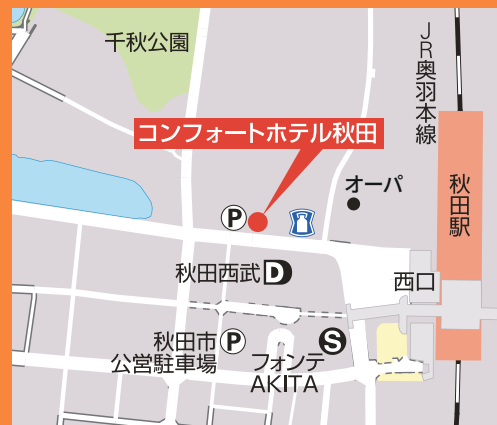 千秋公園
JR奥羽本線
コンフォートホテル秋田
オーパ
秋田駅
P
秋田西武 D
西口
秋田市
公営駐車場 P
フォンテ
AKITA
S